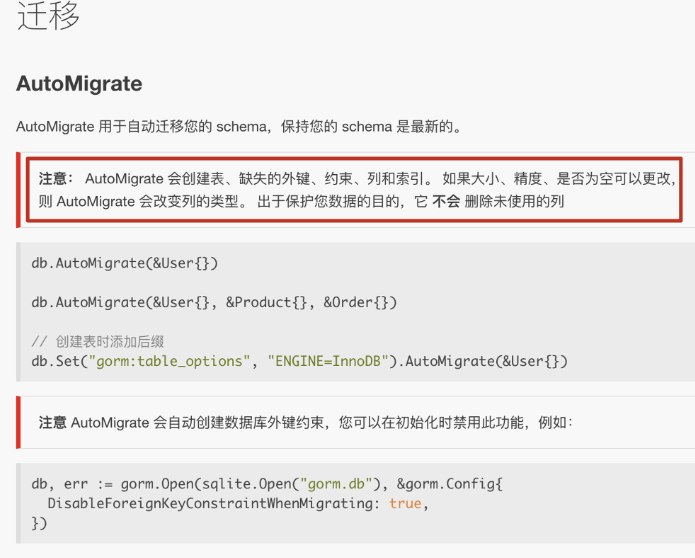 迁移
AutoMigrate
AutoMigrate 用于自动迁移您的 schema，保持您的 schema 是最新的。
注意： AutoMigrate 会创建表、缺失的外键、约束、列和索引。 如果大小、精度、是否为空可以更改，
则 AutoMigrate 会改变列的类型。 出于保护您数据的目的，它 不会 删除未使用的列
db.AutoMigrate(&User{})
db.AutoMigrate(&User{}, &Product{}, &Order{})
// 创建表时添加后缀
db.Set("gorm:table_options", "ENGINE=InnoDB").AutoMigrate(&User{})
注意 AutoMigrate 会自动创建数据库外键约束，您可以在初始化时禁用此功能，例如：
db, err := gorm.Open(sqlite.Open("gorm.db"), &gorm.Config{
  DisableForeignKeyConstraintWhenMigrating: true,
})